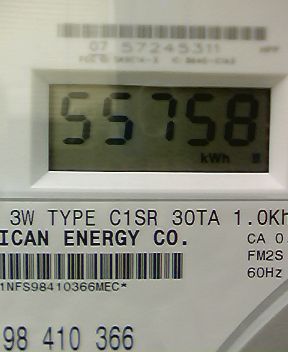 07 57245311
55758
kWh
3W TYPE C1SR 30TA 1.0Kh
ICAN ENERGY CO.
CA 0.
FM2S
60Hz
1NFS98410366MEC*
98 410 366